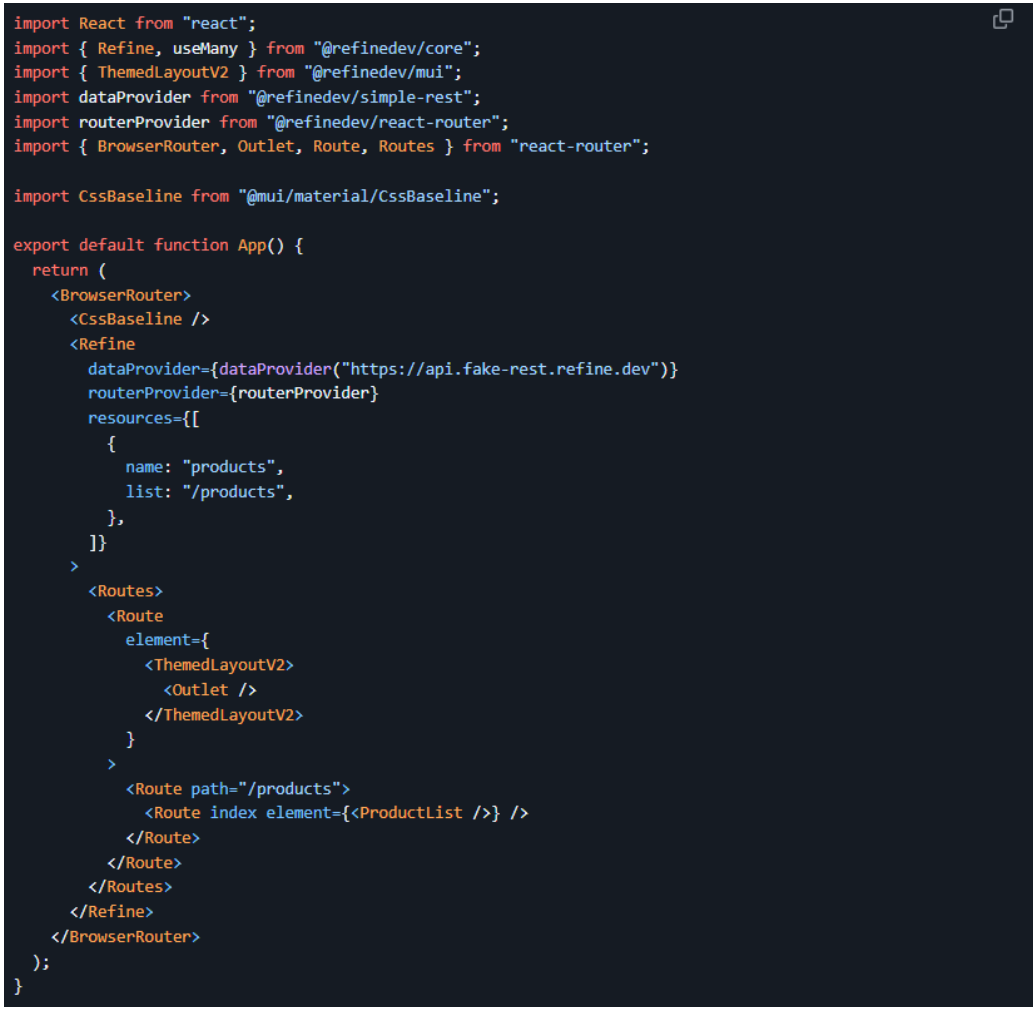 import React from "react";
import { Refine, useMany } from "@refinedev/core";
import { ThemedLayoutV2 } from "@refinedev/mui";
import dataProvider from "@refinedev/simple-rest";
import routerProvider from "@refinedev/react-router";
import { BrowserRouter, Outlet, Route, Routes } from "react-router";

import CssBaseline from "@mui/material/CssBaseline";

export default function App() {
  return (
    <BrowserRouter>
      <CssBaseline />
      <Refine
        dataProvider={dataProvider("https://api.fake-rest.refine.dev")}
        routerProvider={routerProvider}
        resources={[
          {
            name: "products",
            list: "/products",
          },
        ]}
      >
        <Routes>
          <Route
            element={
              <ThemedLayoutV2>
                <Outlet />
              </ThemedLayoutV2>
            }
          >
            <Route path="/products">
              <Route index element={<ProductList />} />
            </Route>
          </Route>
        </Routes>
      </Refine>
    </BrowserRouter>
  );
}